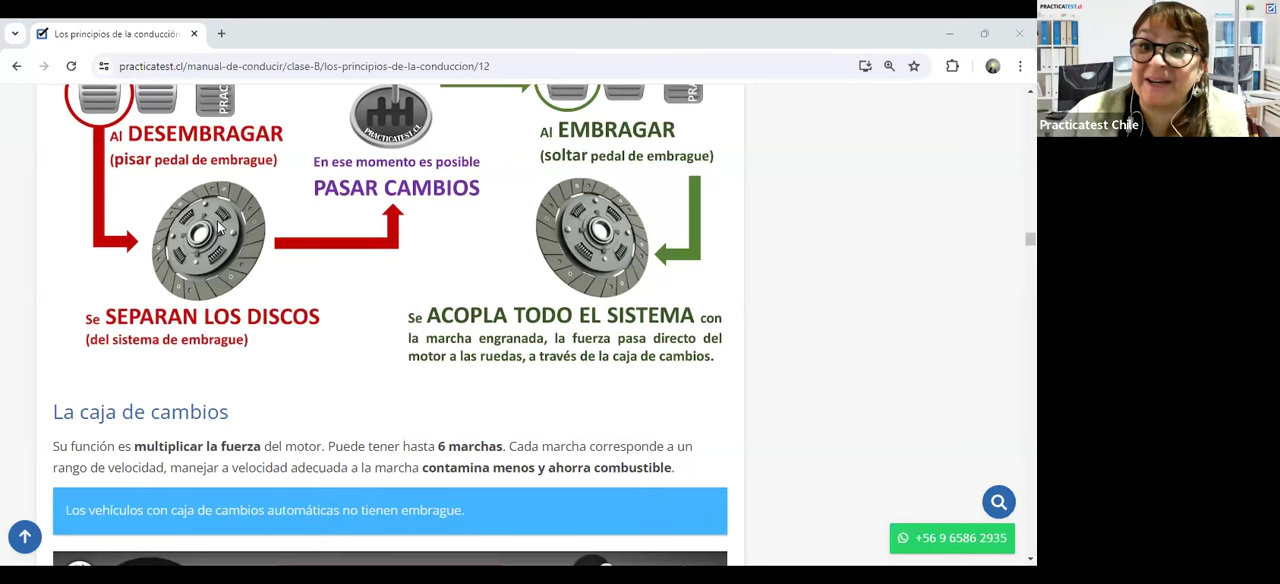 Los principios de la conducción
practicatest.cl/manual-de-conducir/clase-B/los-principios-de-la-conduccion/12
PRACTICATEST.cl
Practicatest Chile
PRAC
PRACTICATEST.CL
PRA
Al DESEMBRAGAR
(pisar pedal de embrague)
En ese momento es posible
PASAR CAMBIOS
Al EMBRAGAR
(soltar pedal de embrague)
Se SEPARAN LOS DISCOS
(del sistema de embrague)
Se ACOPLA TODO EL SISTEMA con
la marcha engranada, la fuerza pasa directo del
motor a las ruedas, a través de la caja de cambios.
La caja de cambios
Su función es multiplicar la fuerza del motor. Puede tener hasta 6 marchas. Cada marcha corresponde a un
rango de velocidad, manejar a velocidad adecuada a la marcha contamina menos y ahorra combustible.
Los vehículos con caja de cambios automáticas no tienen embrague.
+56 9 6586 2935